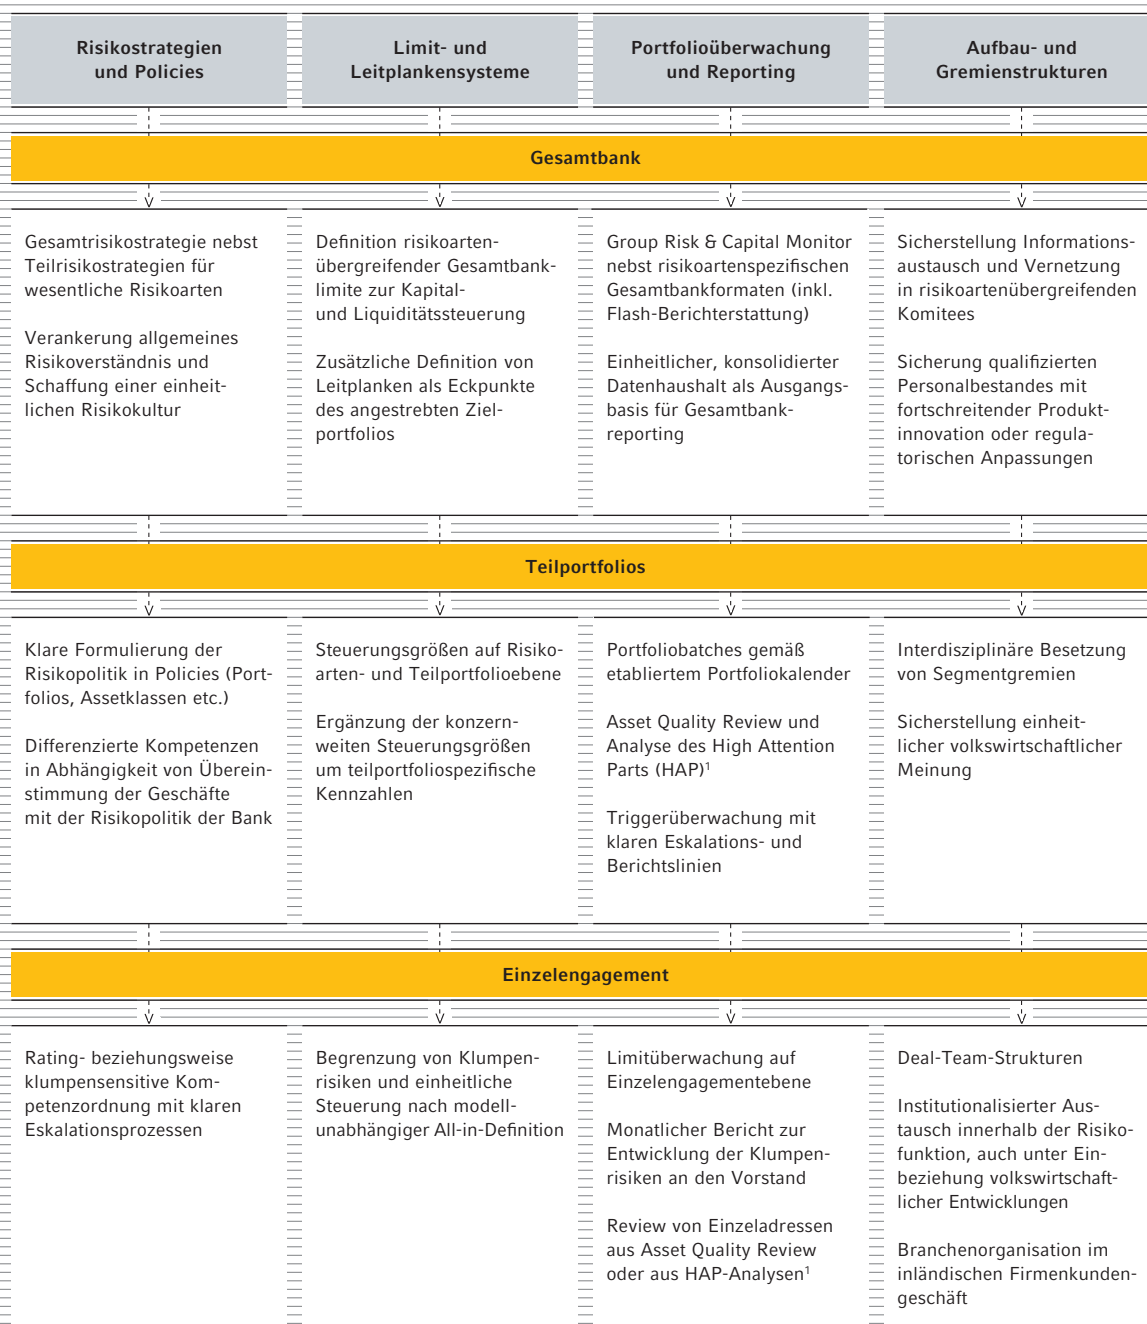 Risikostrategien
und Policies
Limit- und
Leitplankensysteme
Portfolioüberwachung
und Reporting
Aufbau- und
Gremienstrukturen
Gesamtbank
Gesamtrisikostrategie nebst
Teilrisikostrategien für
wesentliche Risikoarten
Verankerung allgemeines
Risikoverständnis und
Schaffung einer einheit-
lichen Risikokultur
Definition risikoarten-
übergreifender Gesamtbank-
limite zur Kapital-
und Liquiditätssteuerung
Zusätzliche Definition von
Leitplanken als Eckpunkte
des angestrebten Ziel-
portfolios
Group Risk & Capital Monitor
nebst risikoartenspezifischen
Gesamtbankformaten (inkl.
Flash-Berichterstattung)
Einheitlicher, konsolidierter
Datenhaushalt als Ausgangs-
basis für Gesamtbank-
reporting
Sicherstellung Informations-
austausch und Vernetzung
in risikoartenübergreifenden
Komitees
Sicherung qualifizierten
Personalbestandes mit
fortschreitender Produkt-
innovation oder regula-
torischen Anpassungen
Teilportfolios
Klare Formulierung der
Risikopolitik in Policies (Port-
folios, Assetklassen etc.)
Differenzierte Kompetenzen
in Abhängigkeit von Überein-
stimmung der Geschäfte
mit der Risikopolitik der Bank
Steuerungsgrößen auf Risiko-
arten- und Teilportfolioebene
Ergänzung der konzern-
weiten Steuerungsgrößen
um teilportfoliospezifische
Kennzahlen
Portfoliobatches gemäß
etabliertem Portfoliokalender
Asset Quality Review und
Analyse des High Attention
Parts (HAP)¹
Triggerüberwachung mit
klaren Eskalations- und
Berichtslinien
Interdisziplinäre Besetzung
von Segmentgremien
Sicherstellung einheit-
licher volkswirtschaftlicher
Meinung
Einzelengagement
Rating- beziehungsweise
klumpensensitive Kom-
petenzordnung mit klaren
Eskalationsprozessen
Begrenzung von Klumpen-
risiken und einheitliche
Steuerung nach modell-
unabhängiger All-in-Definition
Limitüberwachung auf
Einzelengagementebene
Monatlicher Bericht zur
Entwicklung der Klumpen-
risiken an den Vorstand
Review von Einzeladressen
aus Asset Quality Review
oder aus HAP-Analysen¹
Deal-Team-Strukturen
Institutionalisierter Aus-
tausch innerhalb der Risiko-
funktion, auch unter Ein-
beziehung volkswirtschaft-
licher Entwicklungen
Branchenorganisation im
inländischen Firmenkunden-
geschäft